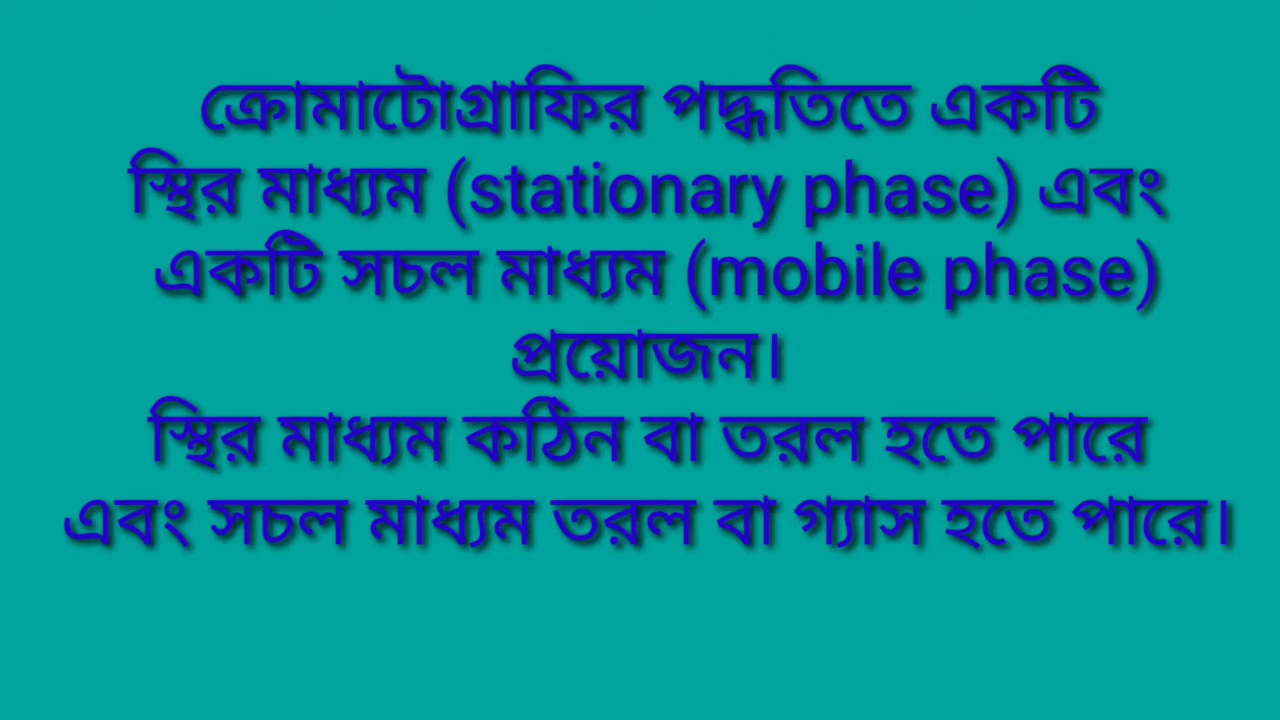 ক্রোমাটোগ্রাফির পদ্ধতিতে একটি
স্থির মাধ্যম (stationary phase) এবং
একটি সচল মাধ্যম (mobile phase)
প্রয়োজন।
স্থির মাধ্যম কঠিন বা তরল হতে পারে
এবং সচল মাধ্যম তরল বা গ্যাস হতে পারে।